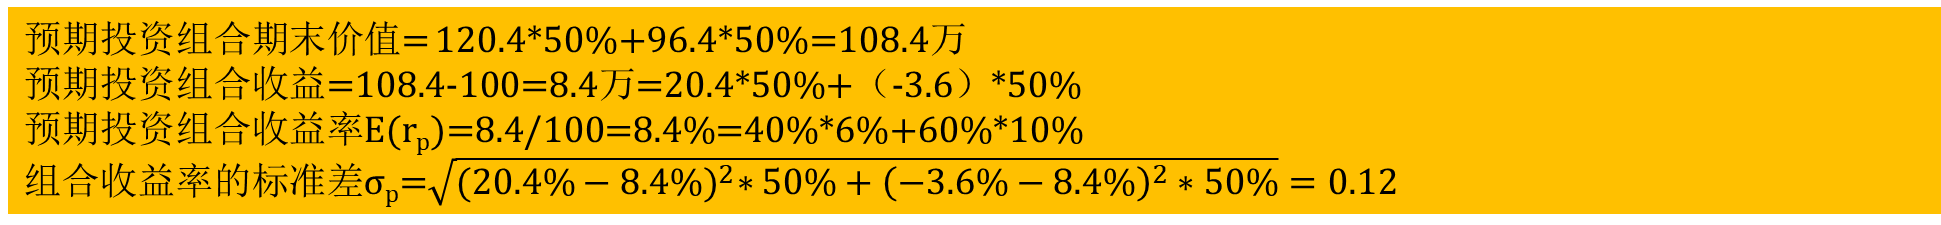 预期投资组合期末价值= 120.4*50%+96.4*50%=108.4万
预期投资组合收益=108.4-100=8.4万=20.4*50%+（-3.6）*50%
预期投资组合收益率E(rₚ)=8.4/100=8.4%=40%*6%+60%*10%
组合收益率的标准差σₚ=√(20.4% − 8.4%)² ∗ 50% + (−3.6% − 8.4%)² ∗ 50% = 0.12